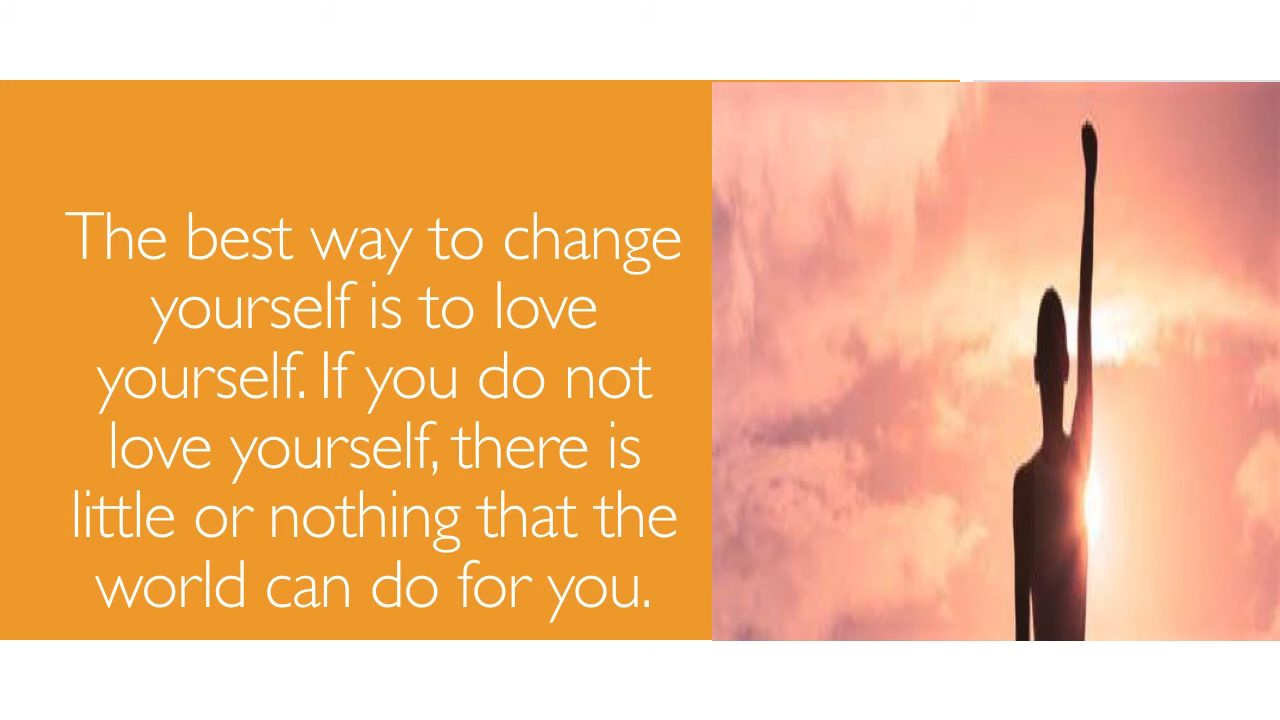 The best way to change
yourself is to love
yourself. If you do not
love yourself, there is
little or nothing that the
world can do for you.